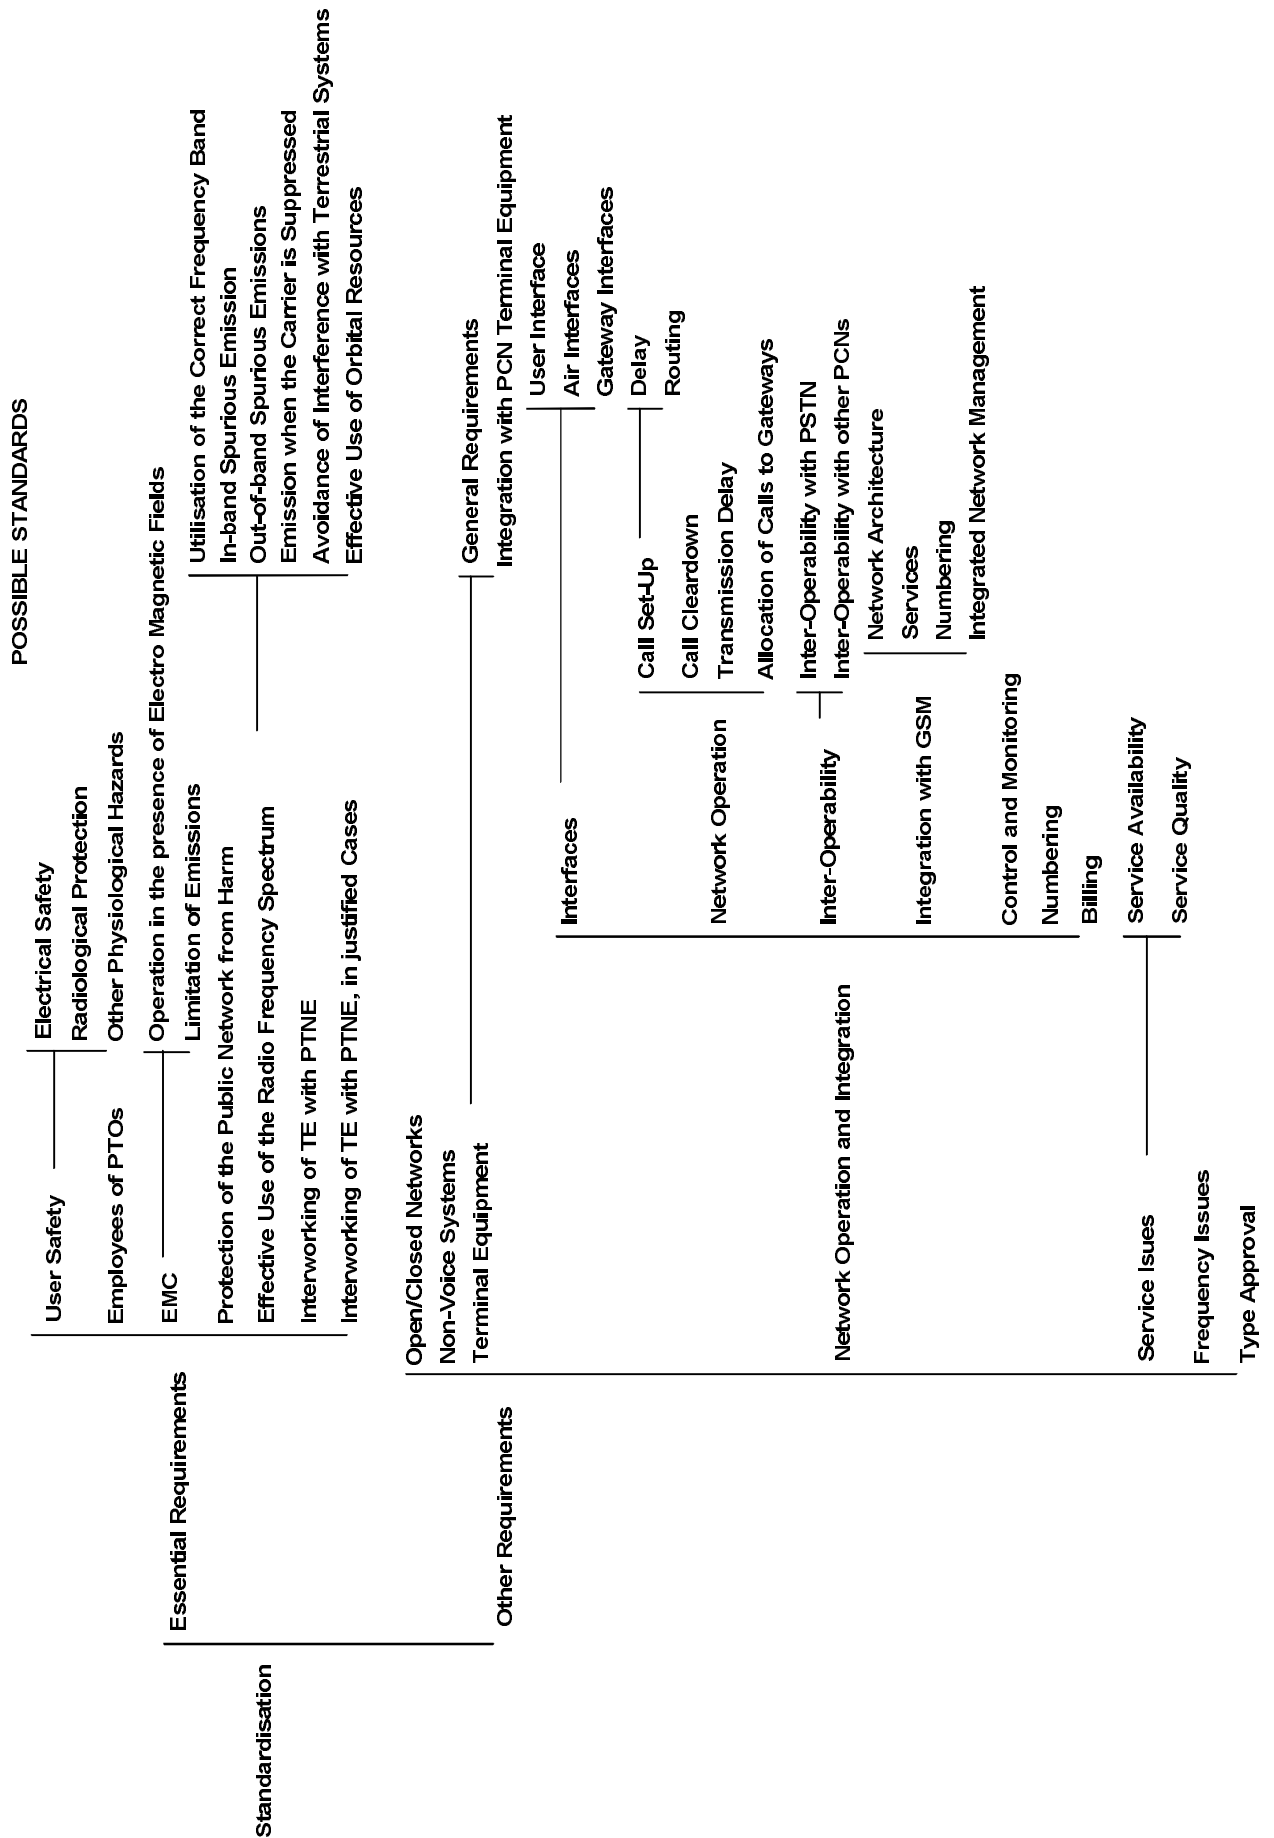 POSSIBLE STANDARDS
Standardisation
Essential Requirements
User Safety
Electrical Safety
Radiological Protection
Other Physiological Hazards
Employees of PTOs
EMC
Operation in the presence of Electro Magnetic Fields
Limitation of Emissions
Protection of the Public Network from Harm
Effective Use of the Radio Frequency Spectrum
Utilisation of the Correct Frequency Band
In-band Spurious Emission
Out-of-band Spurious Emissions
Emission when the Carrier is Suppressed
Avoidance of Interference with Terrestrial Systems
Effective Use of Orbital Resources
Interworking of TE with PTNE
Interworking of TE with PTNE, in justified Cases
Other Requirements
Open/Closed Networks
Non-Voice Systems
Terminal Equipment
General Requirements
Integration with PCN Terminal Equipment
Network Operation and Integration
Interfaces
User Interface
Air Interfaces
Gateway Interfaces
Network Operation
Call Set-Up
Delay
Routing
Call Cleardown
Transmission Delay
Allocation of Calls to Gateways
Inter-Operability
Inter-Operability with PSTN
Inter-Operability with other PCNs
Integration with GSM
Network Architecture
Services
Numbering
Integrated Network Management
Control and Monitoring
Numbering
Billing
Service Isues
Service Availability
Service Quality
Frequency Issues
Type Approval